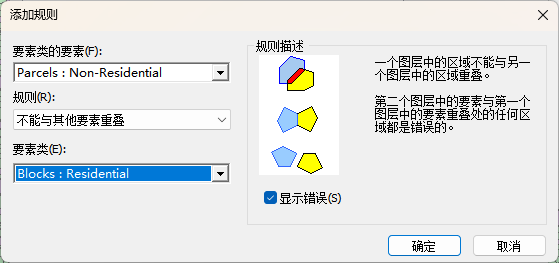 添加规则
要素类的要素(F):
Parcels : Non-Residential
规则(R):
不能与其他要素重叠
要素类(E):
Blocks : Residential
规则描述
一个图层中的区域不能与另一
个图层中的区域重叠。
第二个图层中的要素与第一个
图层中的要素重叠处的任何区
域都是错误的。
显示错误(S)
确定
取消